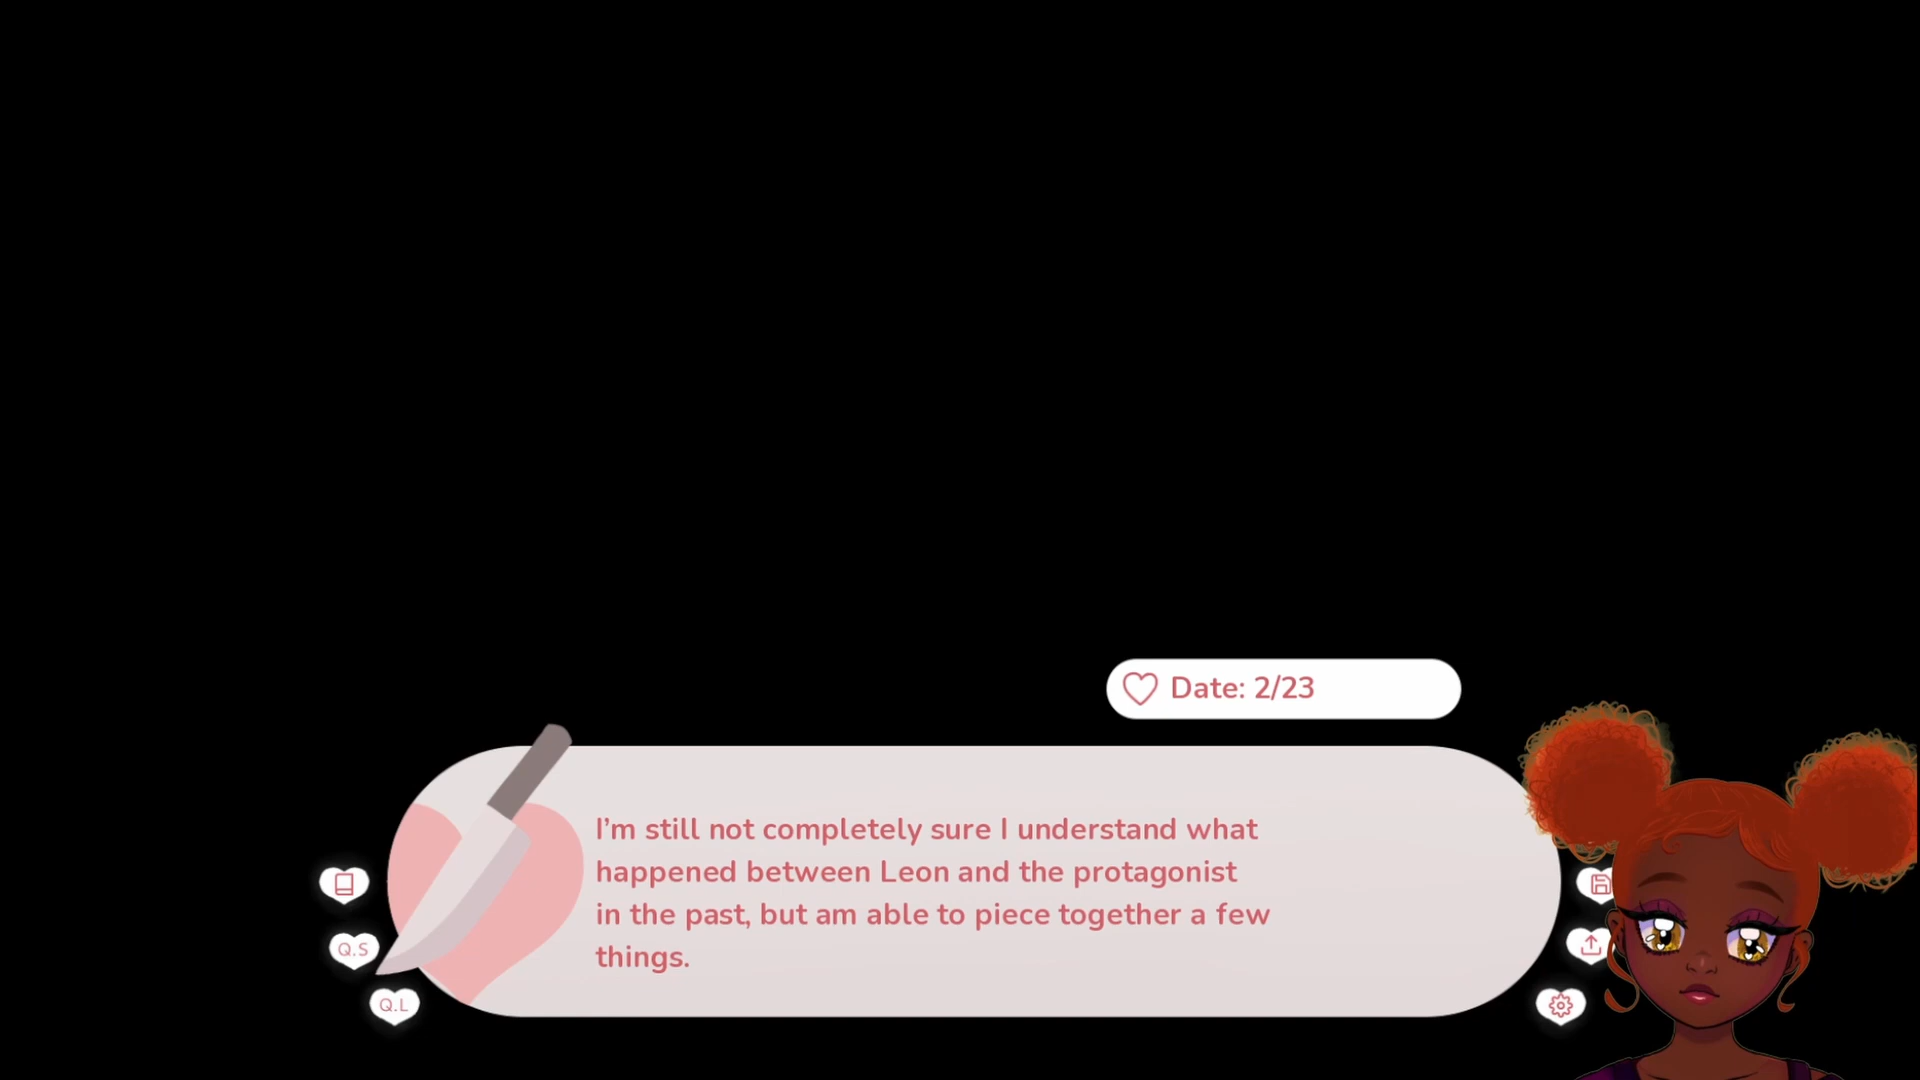 Date: 2/23
I’m still not completely sure I understand what
happened between Leon and the protagonist
in the past, but am able to piece together a few
things.
Q.S
Q.L